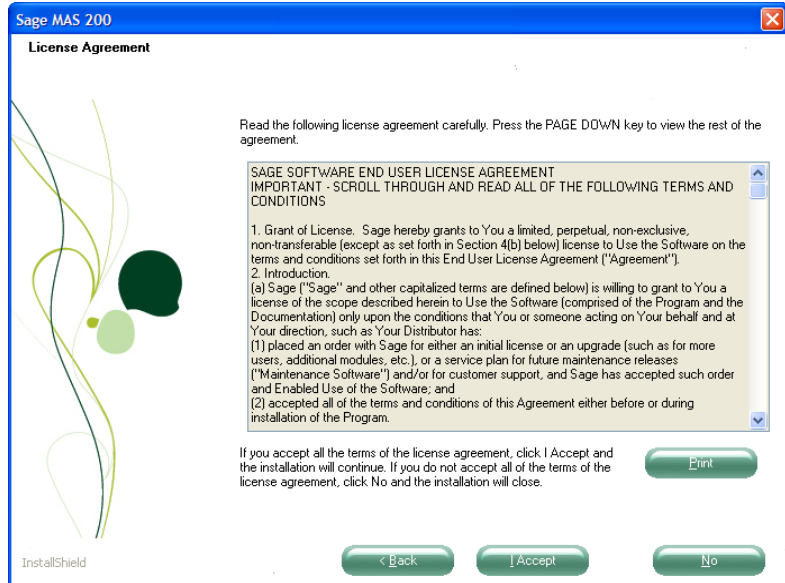 Sage MAS 200
License Agreement
Read the following license agreement carefully. Press the PAGE DOWN key to view the rest of the
agreement.
SAGE SOFTWARE END USER LICENSE AGREEMENT
IMPORTANT - SCROLL THROUGH AND READ ALL OF THE FOLLOWING TERMS AND
CONDITIONS
1. Grant of License.  Sage hereby grants to You a limited, perpetual, non-exclusive,
non-transferable (except as set forth in Section 4(b) below) license to Use the Software on the
terms and conditions set forth in this End User License Agreement ("Agreement").
2. Introduction.
(a) Sage ("Sage" and other capitalized terms are defined below) is willing to grant to You a
license of the scope described herein to Use the Software (comprised of the Program and the
Documentation) only upon the conditions that You or someone acting on Your behalf and at
Your direction, such as Your Distributor has:
(1) placed an order with Sage for either an initial license or an upgrade (such as for more
users, additional modules, etc.), or a service plan for future maintenance releases
("Maintenance Software") and/or for customer support, and Sage has accepted such order
and Enabled Use of the Software; and
(2) accepted all of the terms and conditions of this Agreement either before or during
installation of the Program.
If you accept all the terms of the license agreement, click I Accept and
the installation will continue. If you do not accept all of the terms of the
license agreement, click No and the installation will close.
Print
InstallShield
< Back
I Accept
No